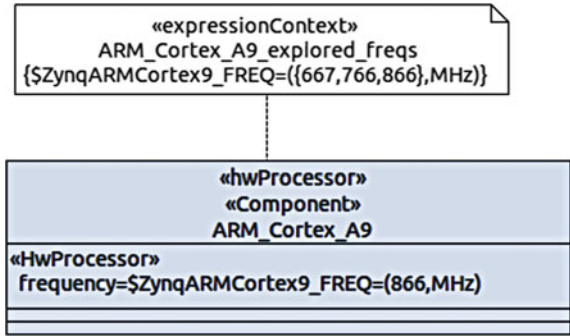 «expressionContext»
ARM_Cortex_A9_explored_freqs
{$ZynqARMCortex9_FREQ=({667,766,866},MHz)}
«hwProcessor»
«Component»
ARM_Cortex_A9
«HwProcessor»
frequency=$ZynqARMCortex9_FREQ=(866,MHz)